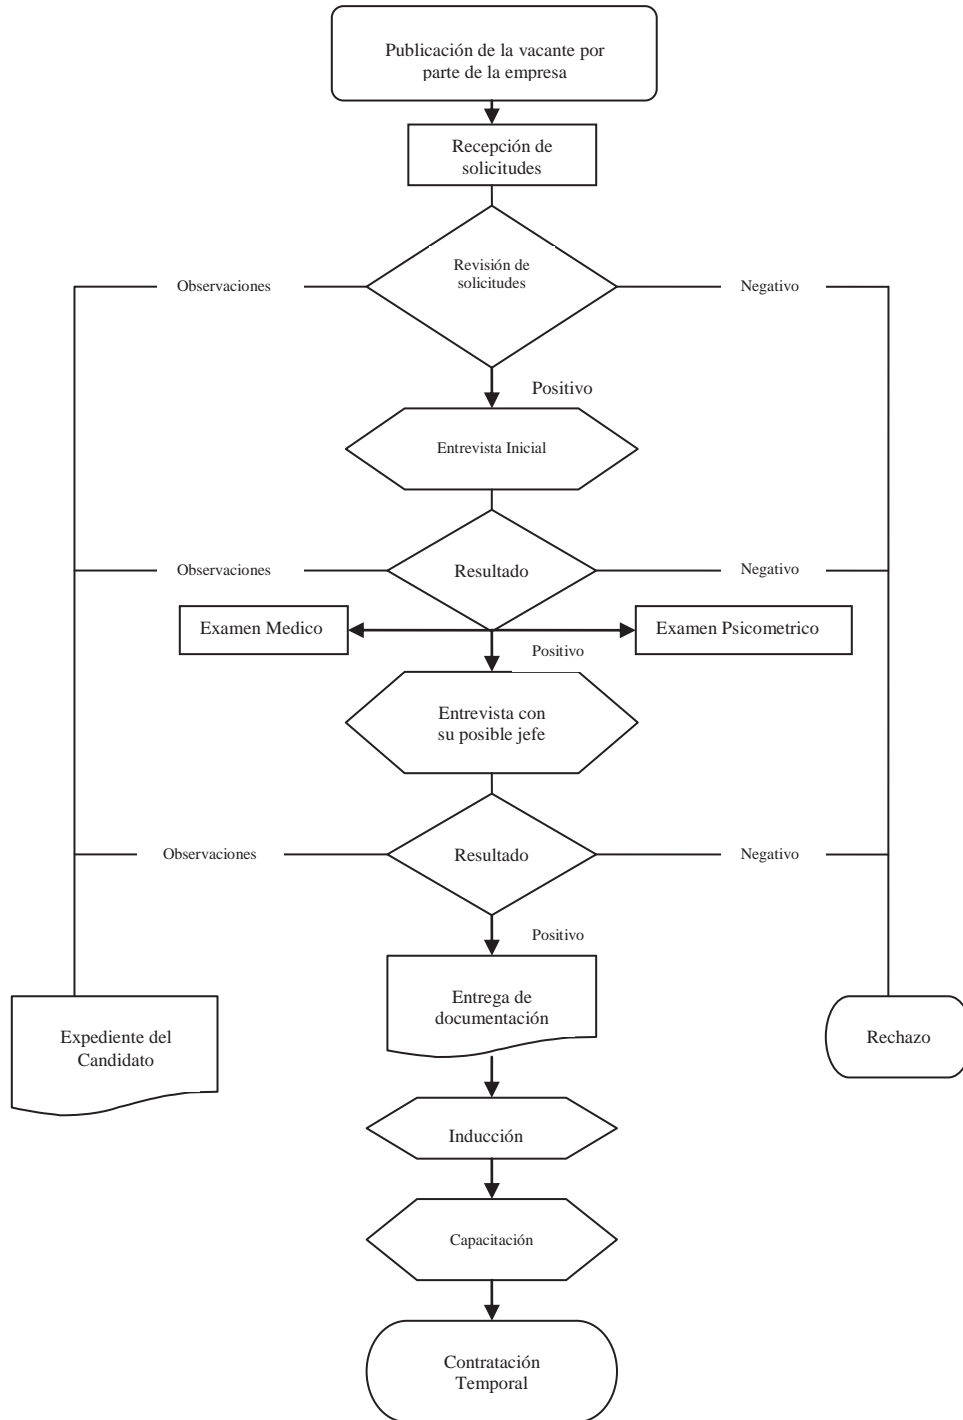 Publicación de la vacante por
parte de la empresa
Recepción de
solicitudes
Revisión de
solicitudes
Observaciones
Negativo
Positivo
Entrevista Inicial
Observaciones
Resultado
Negativo
Examen Medico
Examen Psicometrico
Positivo
Entrevista con
su posible jefe
Observaciones
Resultado
Negativo
Positivo
Entrega de
documentación
Expediente del
Candidato
Rechazo
Inducción
Capacitación
Contratación
Temporal